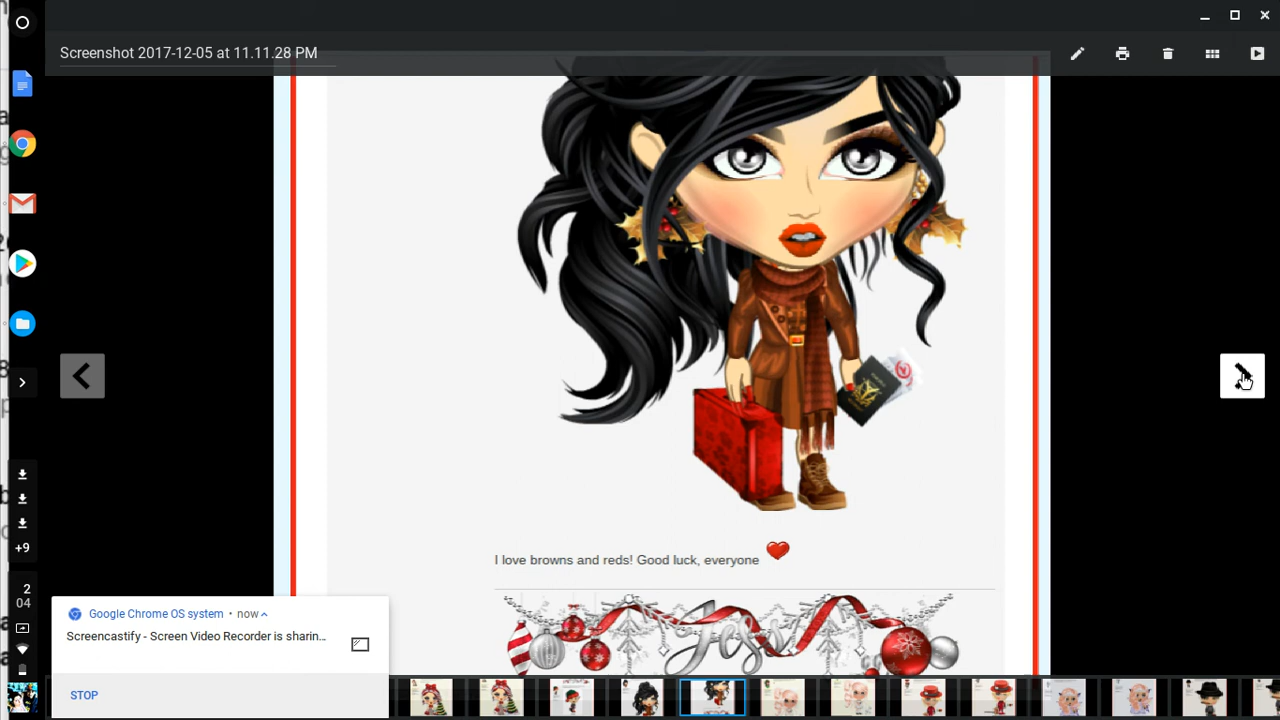 Screenshot 2017-12-05 at 11.11.28 PM
I love browns and reds! Good luck, everyone
Jess
+9
2
04
Google Chrome OS system • now
Screencastify - Screen Video Recorder is sharin...
STOP